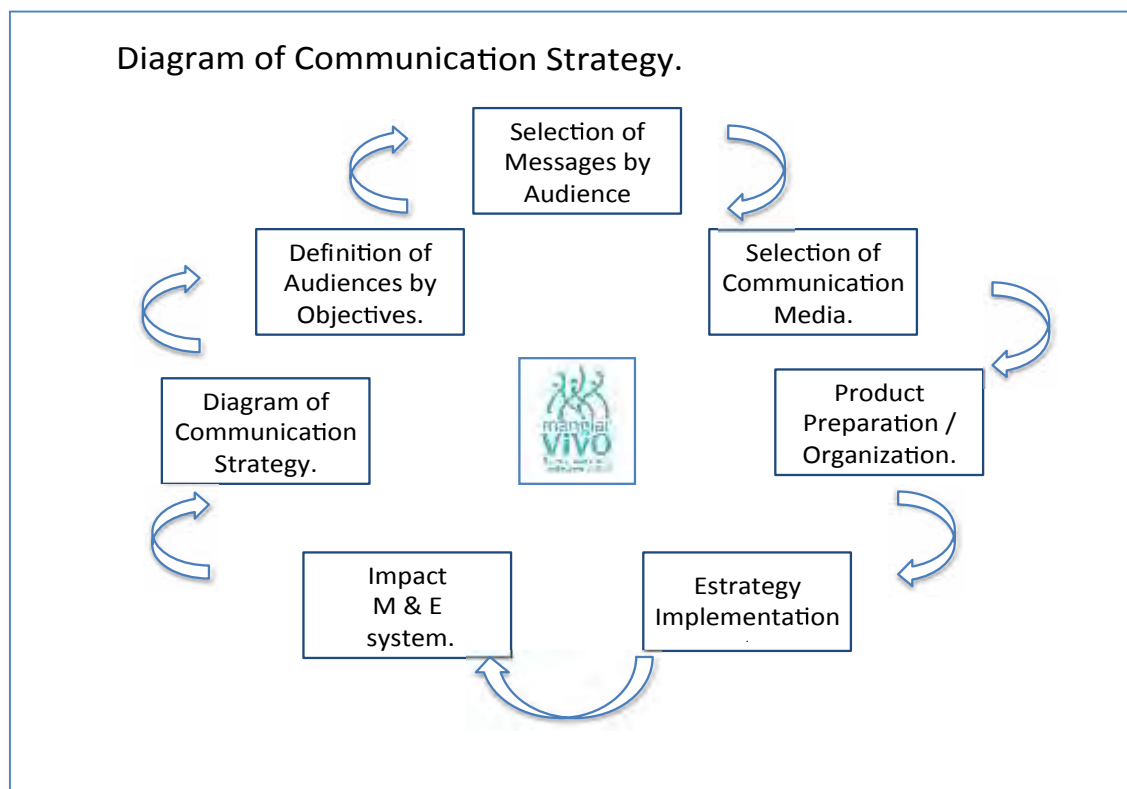 Diagram of Communication Strategy.
Selection of
Messages by
Audience
Definition of
Audiences by
Objectives.
Selection of
Communication
Media.
Diagram of
Communication
Strategy.
manglar
ViVO
Product
Preparation /
Organization.
Impact
M & E
system.
Estrategy
Implementation
.